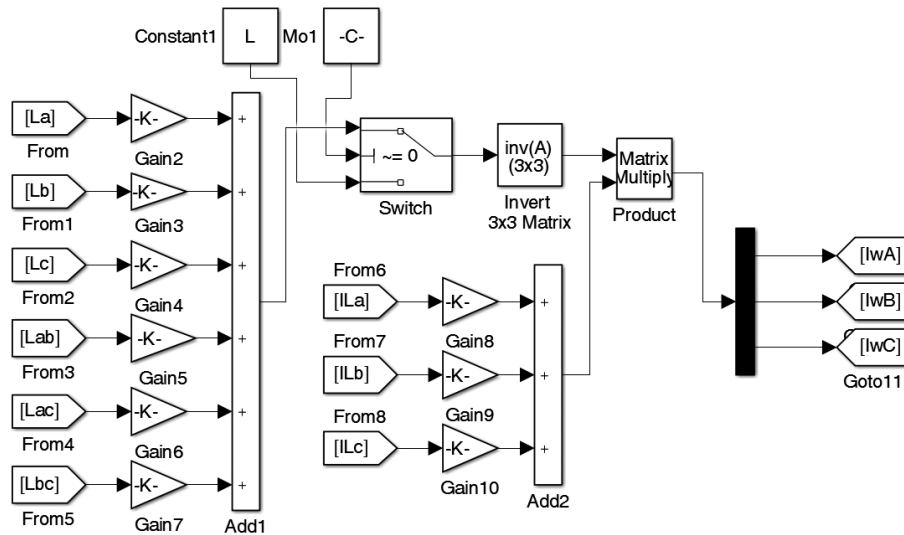 Constant1
L
Mo1
-C-
[La]
-K-
+
From
Gain2
~= 0
Switch
inv(A)
(3x3)
Invert
3x3 Matrix
Matrix
Multiply
Product
[Lb]
-K-
+
From1
Gain3
[Lc]
-K-
+
From2
Gain4
[Lab]
-K-
+
From3
Gain5
[Lac]
-K-
+
From4
Gain6
[Lbc]
-K-
+
From5
Gain7
Add1
From6
[ILa]
-K-
+
Gain8
From7
[ILb]
-K-
+
Gain9
From8
[ILc]
-K-
+
Gain10
Add2
[IwA]
[IwB]
[IwC]
Goto11